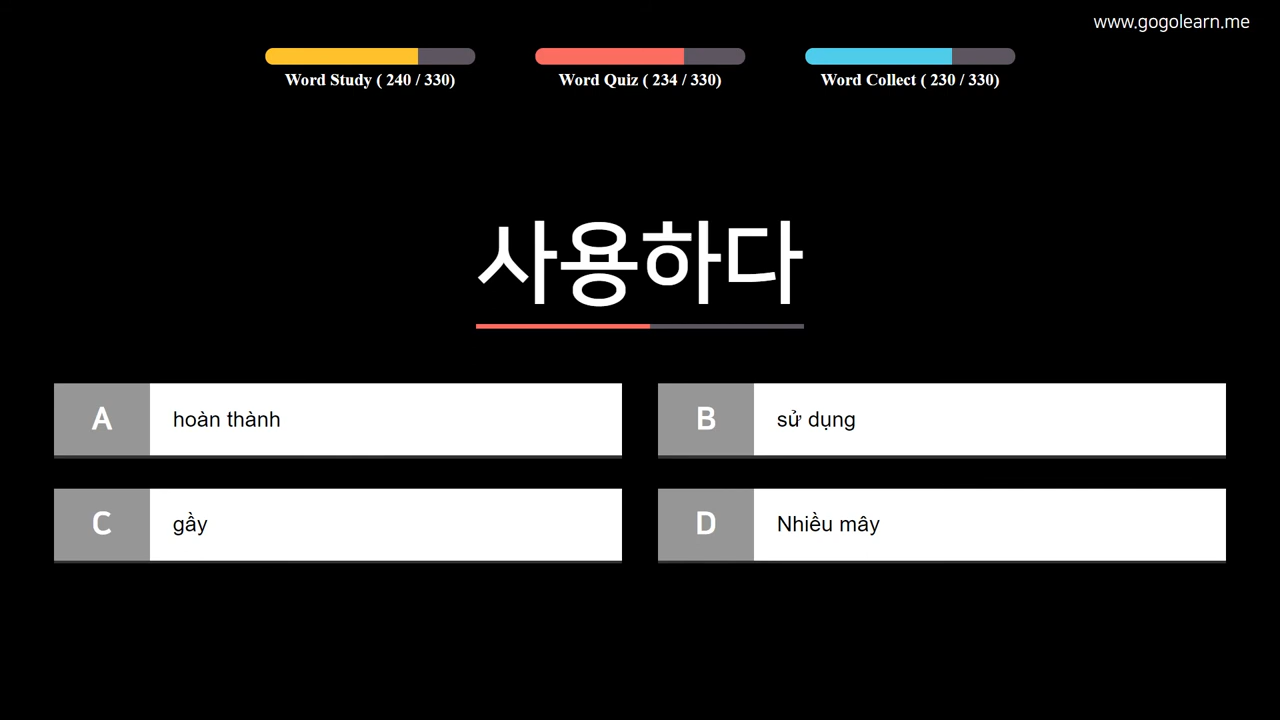 www.gogolearn.me
Word Study ( 240 / 330)
Word Quiz ( 234 / 330)
Word Collect ( 230 / 330)
사용하다
A hoàn thành
B sử dụng
C gầy
D Nhiều mây